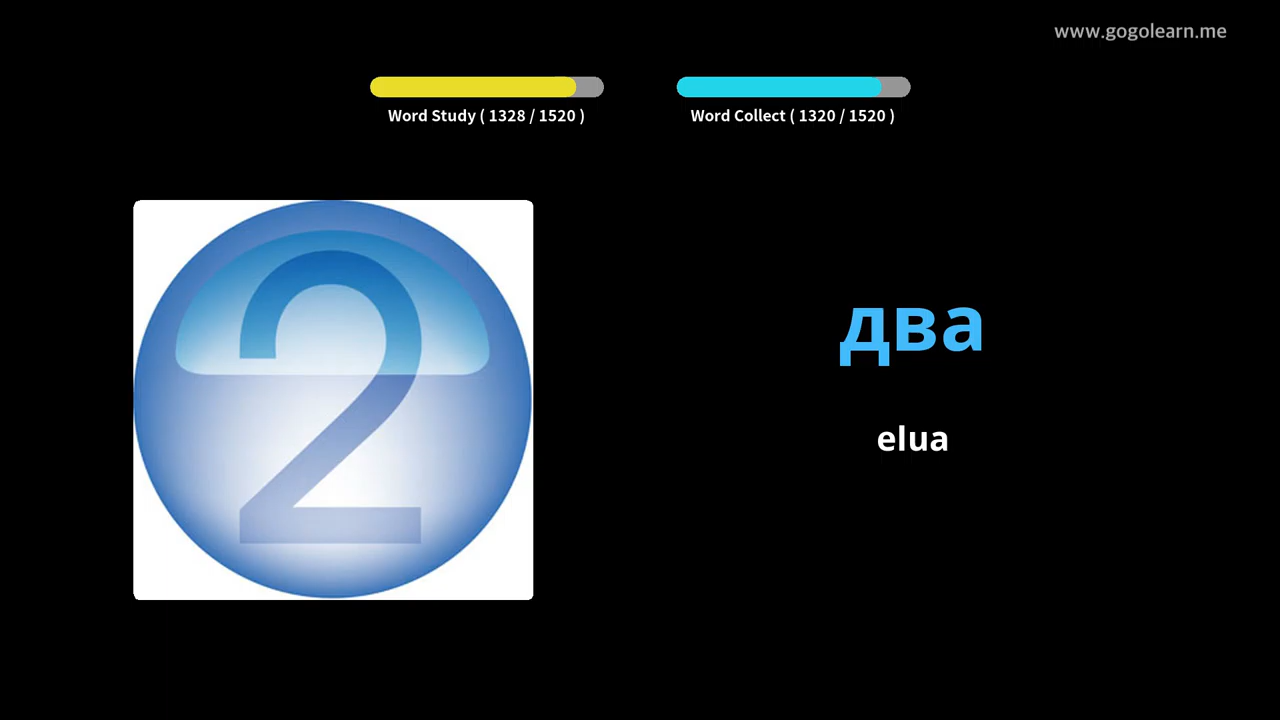 www.gogolearn.me
Word Study ( 1328 / 1520 )
Word Collect ( 1320 / 1520 )
2
два
elua